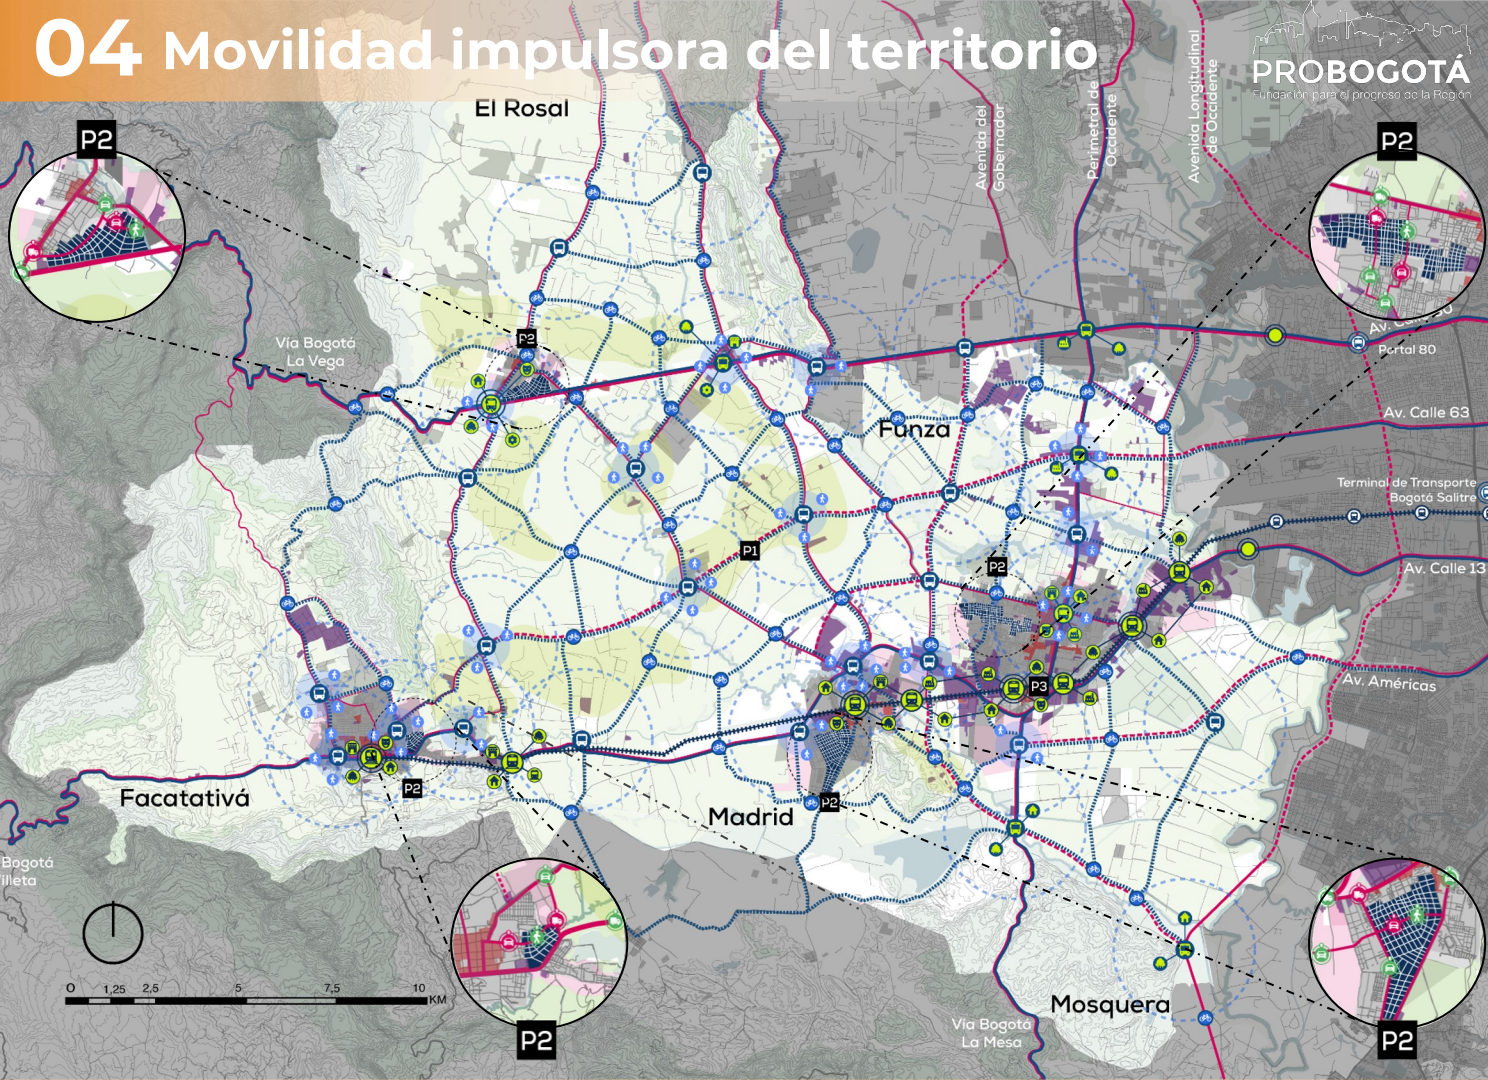 04 Movilidad impulsora del territorio
PROBOGOTÁ
Fundación para el progreso de la Región
El Rosal
Avenida del
Gobernador
Perimetral de
Occidente
Avenida Longitudinal
de Occidente
P2
P2
Vía Bogotá
La Vega
P2
Portal 80
Av. Calle 63
Funza
Terminal de Transporte
Bogotá Salitre
P1
P2
Av. Calle 13
P3
Av. Américas
Facatativá
P2
Madrid
P2
Bogotá
0 1,25 2,5 5 7,5 10
KM
Mosquera
Vía Bogotá
La Mesa
P2
P2